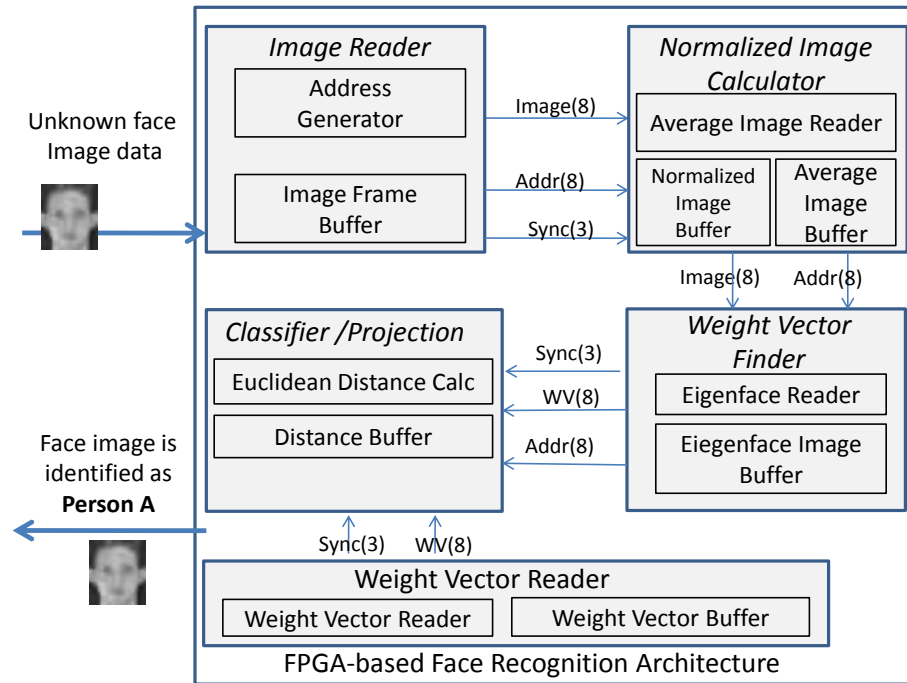 Image Reader
Address
Generator
Image Frame
Buffer
Unknown face
Image data
Image(8)
Addr(8)
Sync(3)
Normalized Image
Calculator
Average Image Reader
Normalized
Image
Buffer
Average
Image
Buffer
Image(8)
Addr(8)
Weight Vector
Finder
Eigenface Reader
Eiegenface Image
Buffer
Sync(3)
WV(8)
Addr(8)
Classifier /Projection
Euclidean Distance Calc
Distance Buffer
Face image is
identified as
Person A
Sync(3)
WV(8)
Weight Vector Reader
Weight Vector Reader
Weight Vector Buffer
FPGA-based Face Recognition Architecture